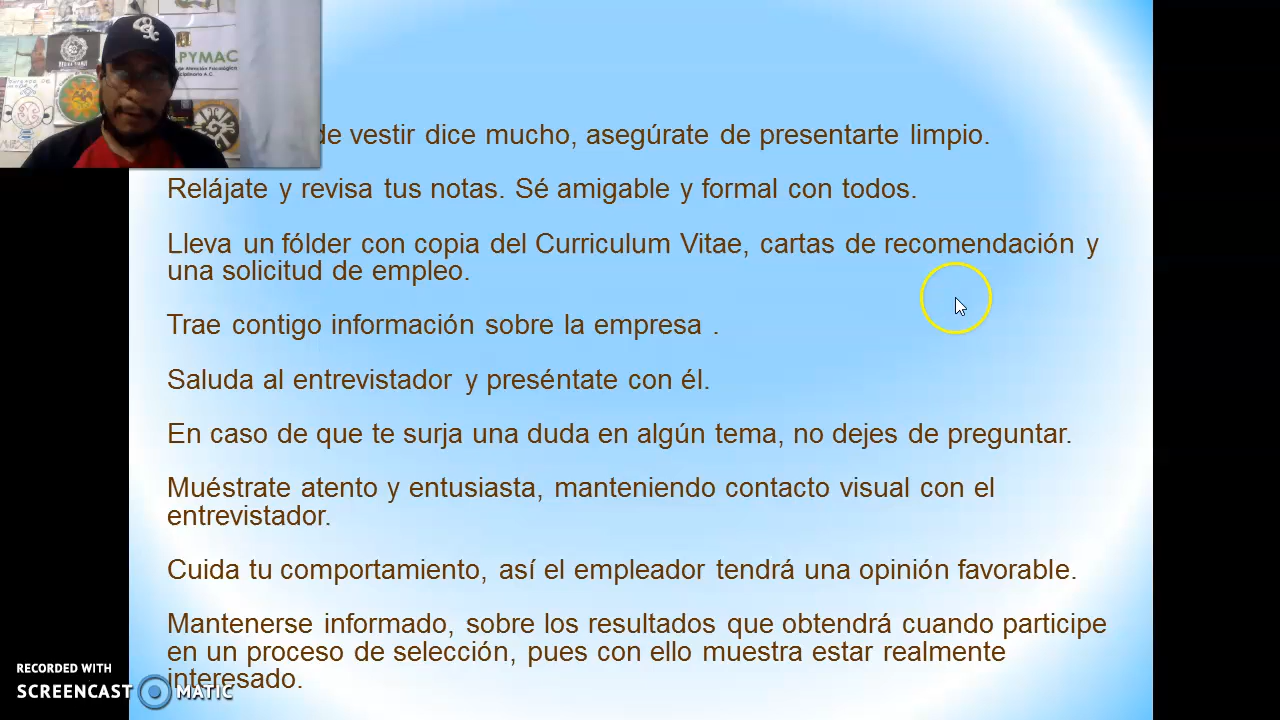 APYMAC
de vestir dice mucho, asegúrate de presentarte limpio.
Relájate y revisa tus notas. Sé amigable y formal con todos.
Lleva un fólder con copia del Curriculum Vitae, cartas de recomendación y
una solicitud de empleo.
Trae contigo información sobre la empresa .
Saluda al entrevistador y preséntate con él.
En caso de que te surja una duda en algún tema, no dejes de preguntar.
Muéstrate atento y entusiasta, manteniendo contacto visual con el
entrevistador.
Cuida tu comportamiento, así el empleador tendrá una opinión favorable.
Mantenerse informado, sobre los resultados que obtendrá cuando participe
en un proceso de selección, pues con ello muestra estar realmente
interesado.
RECORDED WITH
SCREENCAST MATIC